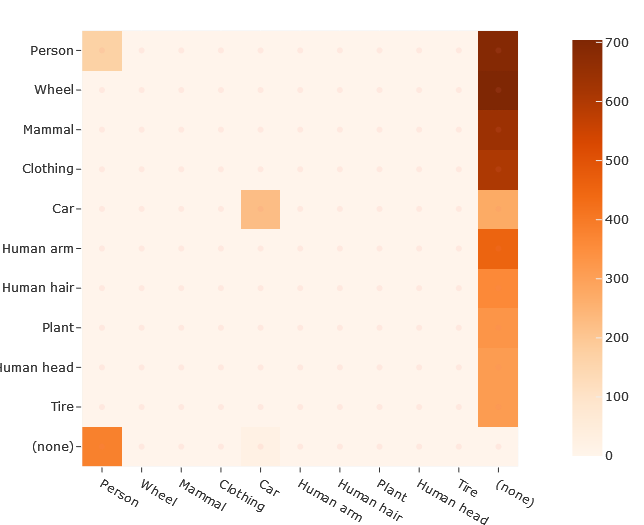 Person
Wheel
Mammal
Clothing
Car
Human arm
Human hair
Plant
Human head
Tire
(none)
Person
Wheel
Mammal
Clothing
Car
Human arm
Human hair
Plant
Human head
Tire
(none)
700
600
500
400
300
200
100
0